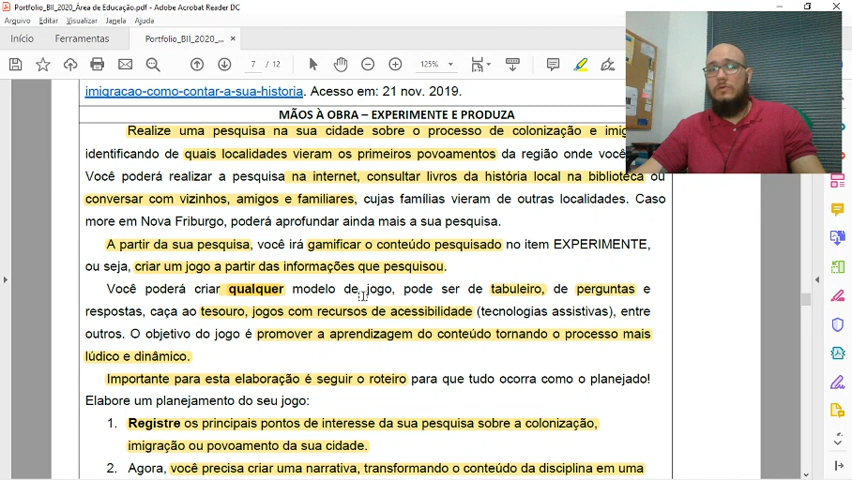 Portfolio_BII_2020_Área de Educação.pdf - Adobe Acrobat Reader DC
Arquivo Editar Visualizar Janela Ajuda
Início Ferramentas Portfolio_BII_2020_... ×
7 / 12 125%
imigracao-como-contar-a-sua-historia. Acesso em: 21 nov. 2019.
MÃOS À OBRA – EXPERIMENTE E PRODUZA
Realize uma pesquisa na sua cidade sobre o processo de colonização e
identificando de quais localidades vieram os primeiros povoamentos da região onde
Você poderá realizar a pesquisa na internet, consultar livros da história local na biblioteca ou
conversar com vizinhos, amigos e familiares, cujas famílias vieram de outras localidades. Caso
more em Nova Friburgo, poderá aprofundar ainda mais a sua pesquisa.
A partir da sua pesquisa, você irá gamificar o conteúdo pesquisado no item EXPERIMENTE,
ou seja, criar um jogo a partir das informações que pesquisou.
Você poderá criar qualquer modelo de jogo, pode ser de tabuleiro, de perguntas e
respostas, caça ao tesouro, jogos com recursos de acessibilidade (tecnologias assistivas), entre
outros. O objetivo do jogo é promover a aprendizagem do conteúdo tornando o processo mais
lúdico e dinâmico.
Importante para esta elaboração é seguir o roteiro para que tudo ocorra como o planejado!
Elabore um planejamento do seu jogo:
1. Registre os principais pontos de interesse da sua pesquisa sobre a colonização,
imigração ou povoamento da sua cidade.
2. Agora, você precisa criar uma narrativa, transformando o conteúdo da disciplina em uma